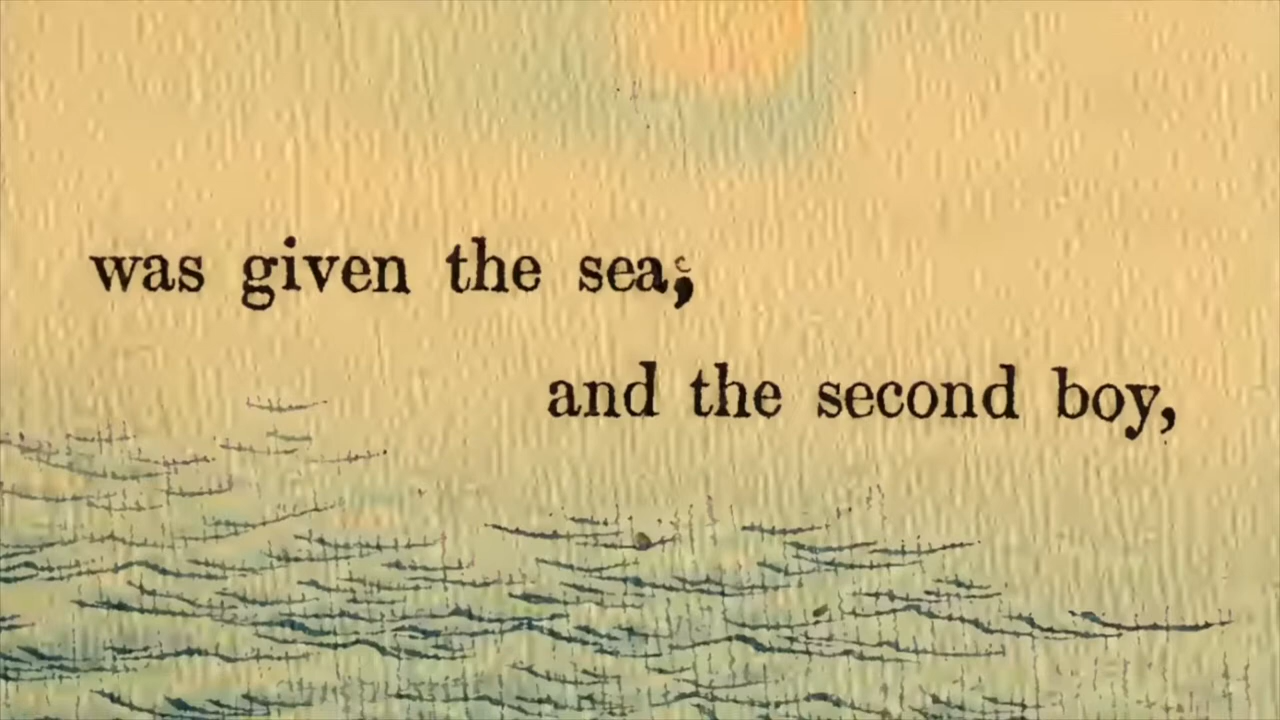 was given the sea;
and the second boy,